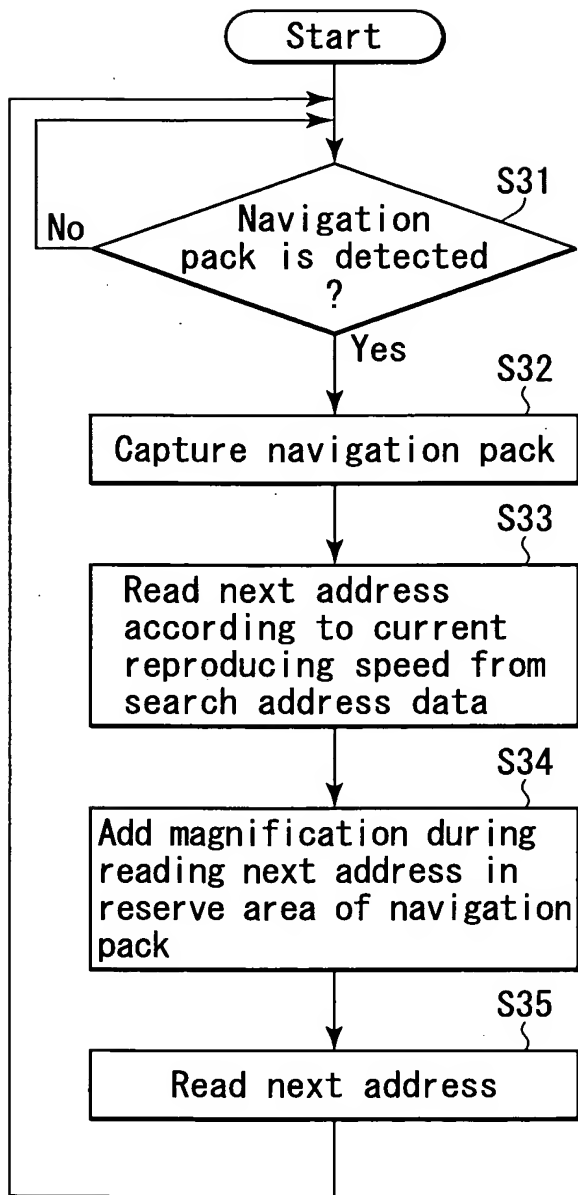 Start
S31
Navigation
pack is detected
?
No
Yes
S32
Capture navigation pack
S33
Read next address
according to current
reproducing speed from
search address data
S34
Add magnification during
reading next address in
reserve area of navigation
pack
S35
Read next address